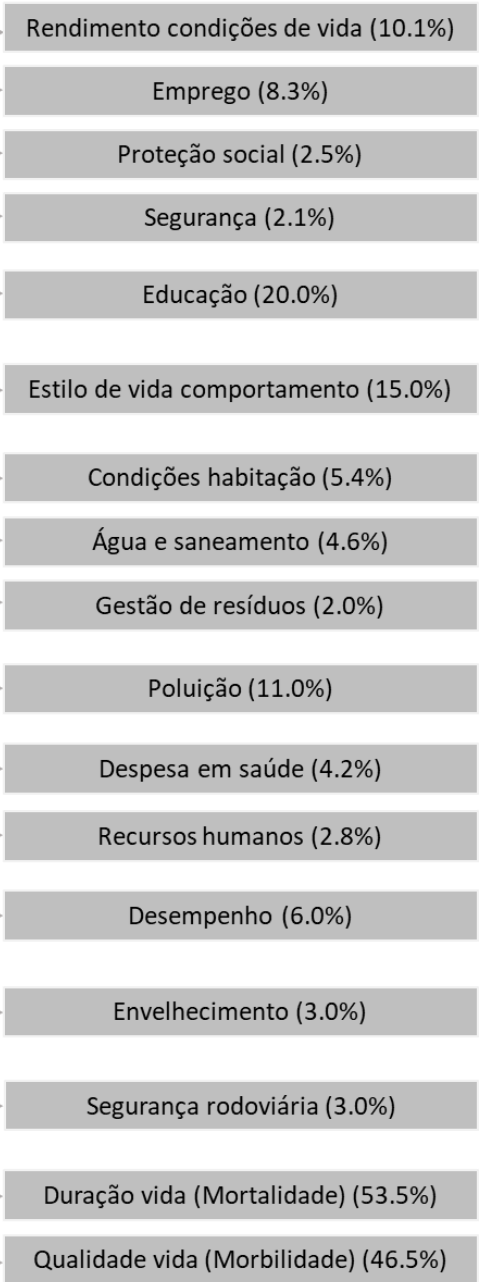 Rendimento condições de vida (10.1%)
Emprego (8.3%)
Proteção social (2.5%)
Segurança (2.1%)
Educação (20.0%)
Estilo de vida comportamento (15.0%)
Condições habitação (5.4%)
Água e saneamento (4.6%)
Gestão de resíduos (2.0%)
Poluição (11.0%)
Despesa em saúde (4.2%)
Recursos humanos (2.8%)
Desempenho (6.0%)
Envelhecimento (3.0%)
Segurança rodoviária (3.0%)
Duração vida (Mortalidade) (53.5%)
Qualidade vida (Morbilidade) (46.5%)